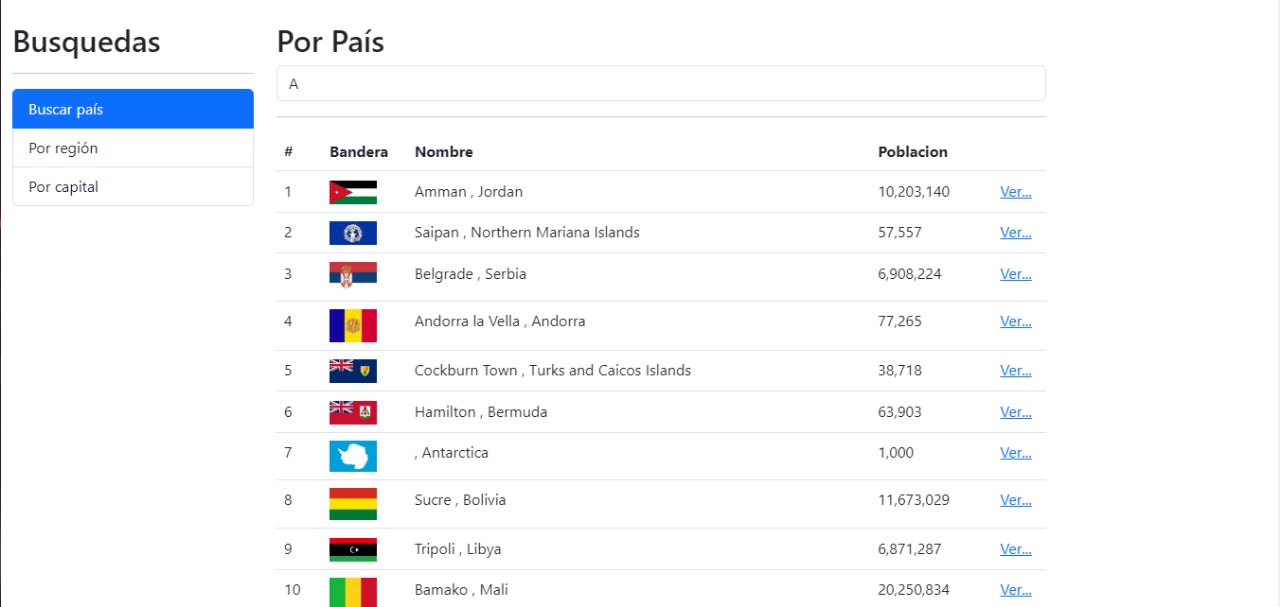 Busquedas
Buscar país
Por región
Por capital
Por País
A
# Bandera Nombre Poblacion
1 Amman , Jordan 10,203,140 Ver...
2 Saipan , Northern Mariana Islands 57,557 Ver...
3 Belgrade , Serbia 6,908,224 Ver...
4 Andorra la Vella , Andorra 77,265 Ver...
5 Cockburn Town , Turks and Caicos Islands 38,718 Ver...
6 Hamilton , Bermuda 63,903 Ver...
7 , Antarctica 1,000 Ver...
8 Sucre , Bolivia 11,673,029 Ver...
9 Tripoli , Libya 6,871,287 Ver...
10 Bamako , Mali 20,250,834 Ver...